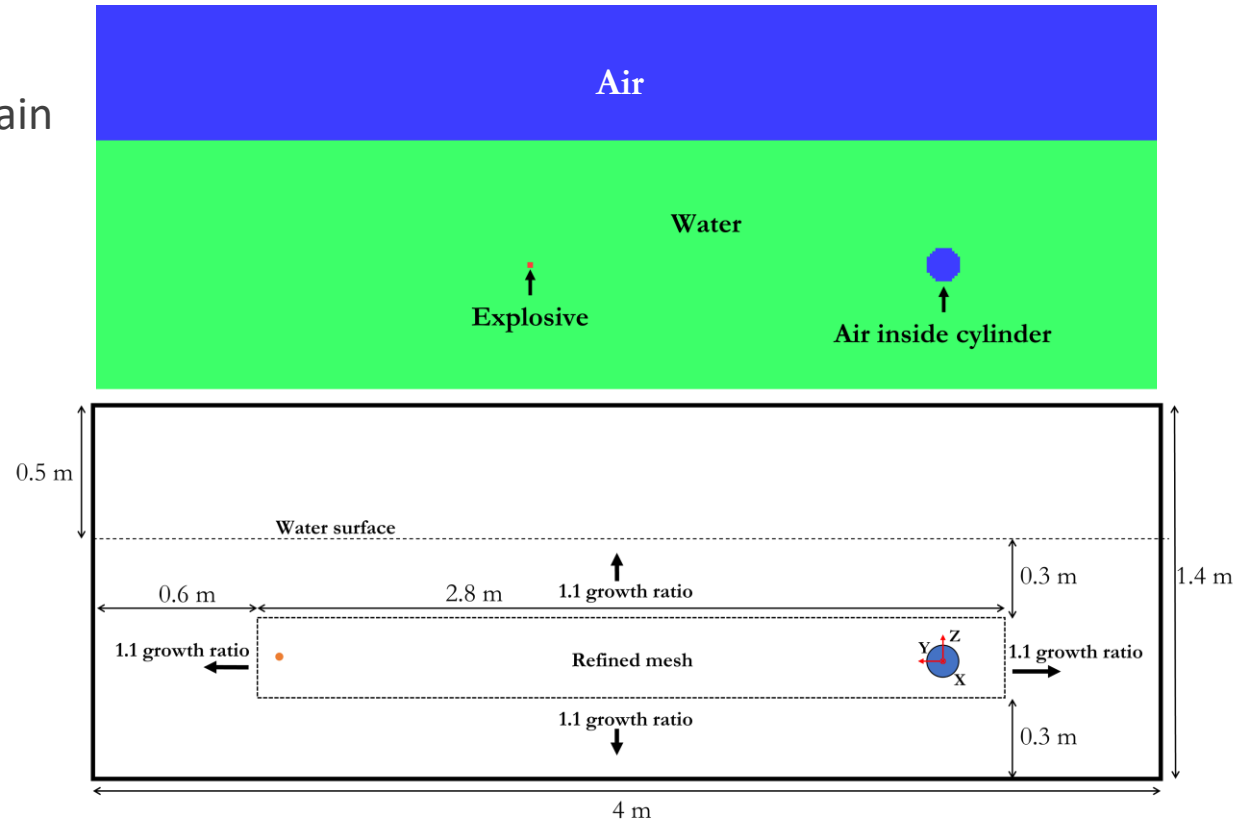 ain
Air
Water
Explosive
Air inside cylinder
0.5 m
Water surface
0.3 m
1.4 m
0.6 m
2.8 m
1.1 growth ratio
1.1 growth ratio
Refined mesh
Y
Z
X
1.1 growth ratio
1.1 growth ratio
0.3 m
4 m